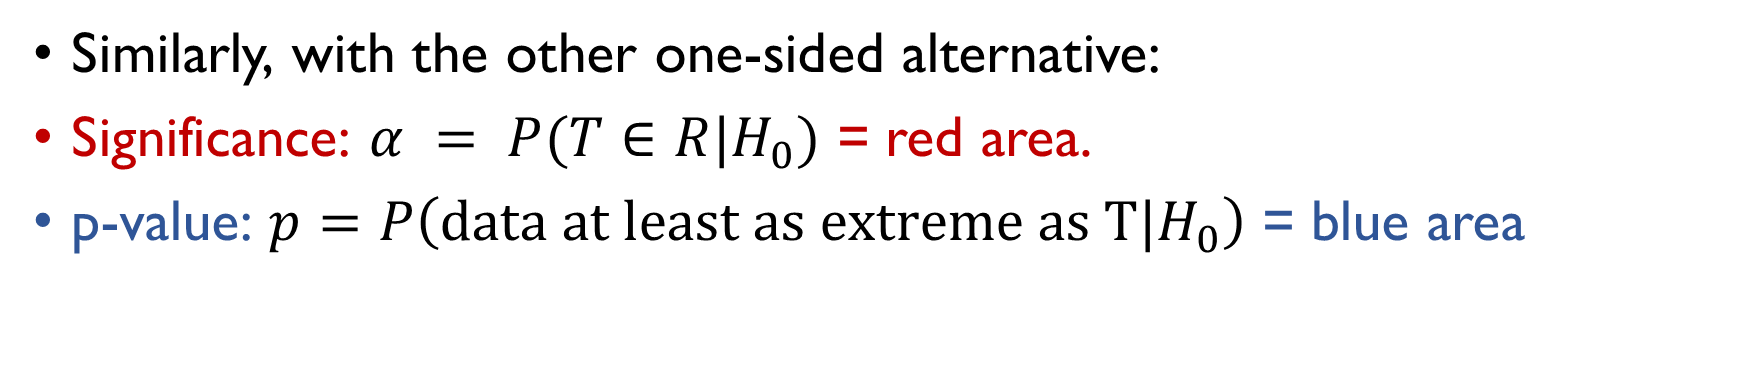 • Similarly, with the other one-sided alternative:
• Significance: α = P(T ∈ R|H₀) = red area.
• p-value: p = P(data at least as extreme as T|H₀) = blue area